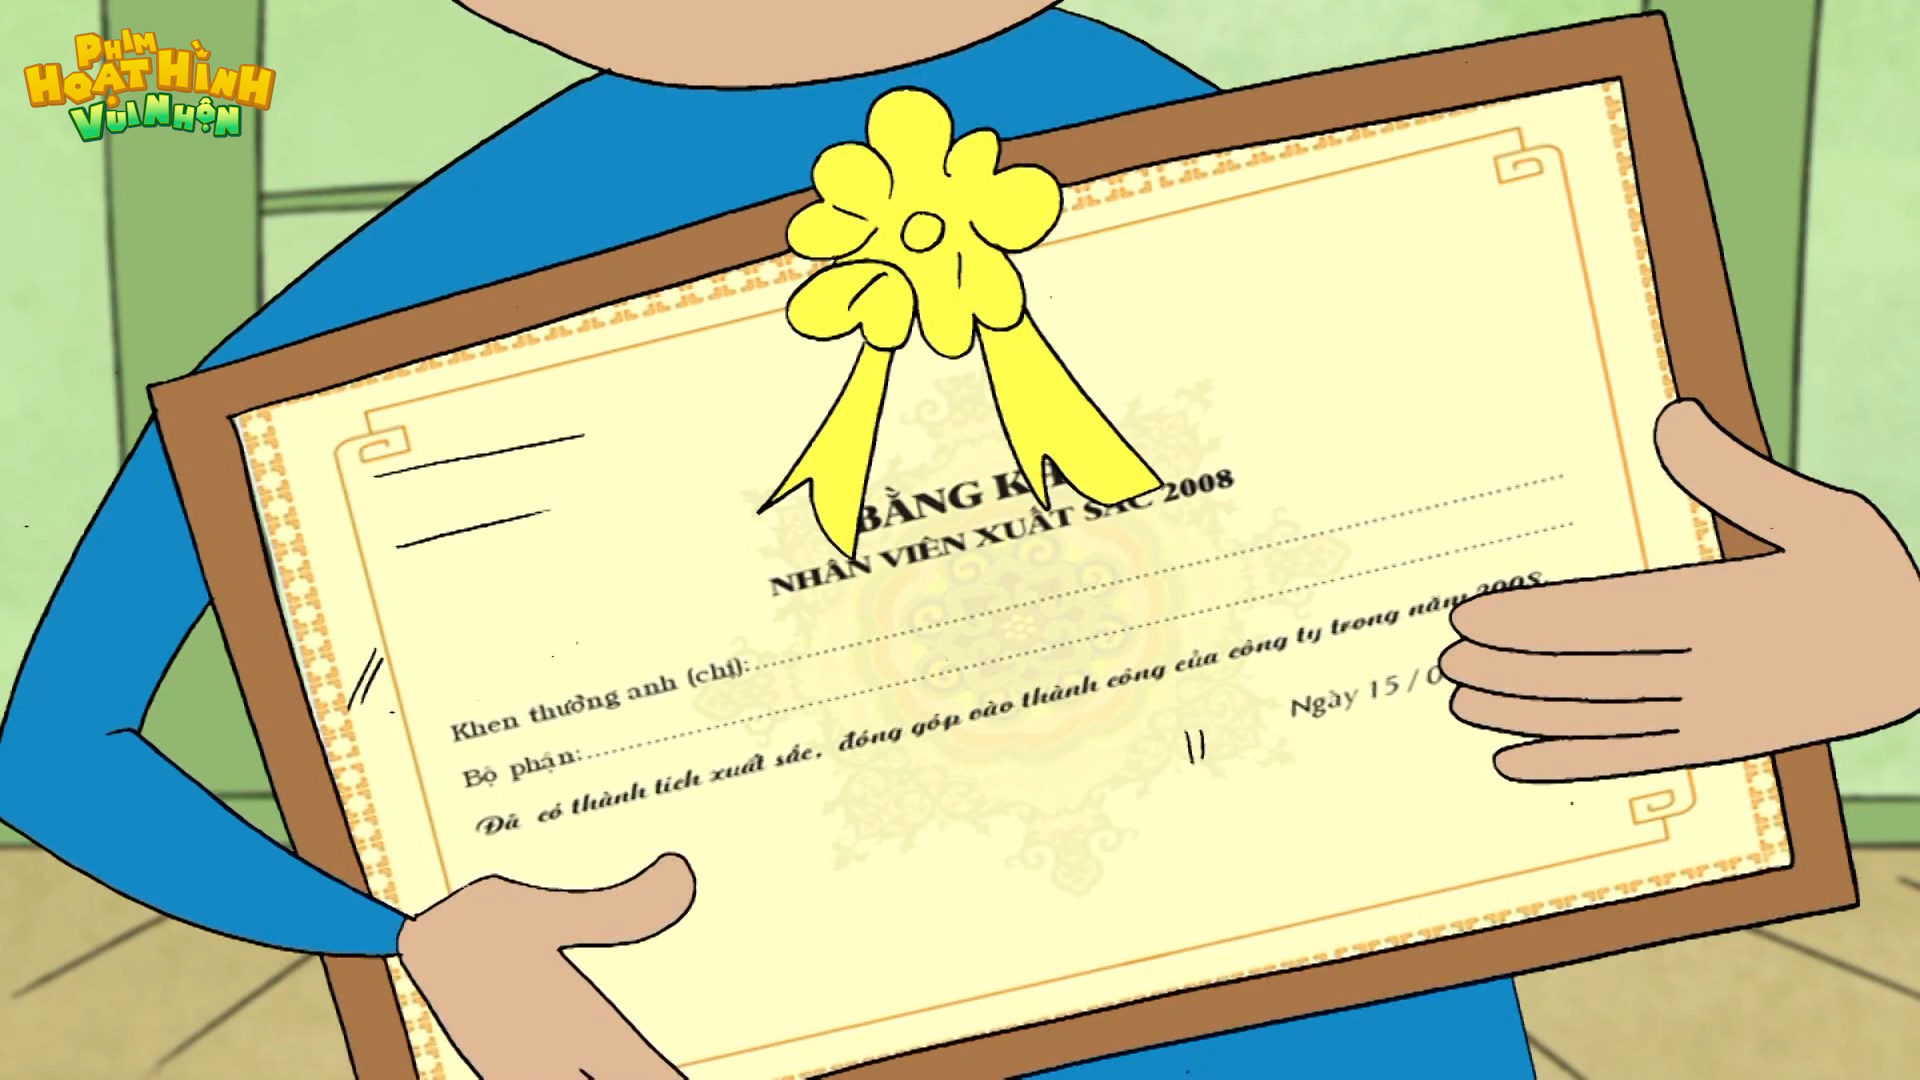 PHIM
HOẠT HÌNH
VUI NHỘN
BẰNG
NHÂN VIÊN XUẤT SẮC 2008
Khen thưởng anh (chị):
Bộ phận:
Đã có thành tích xuất sắc, đóng góp vào thành công của công ty trong năm 2008.
Ngày 15 / 0